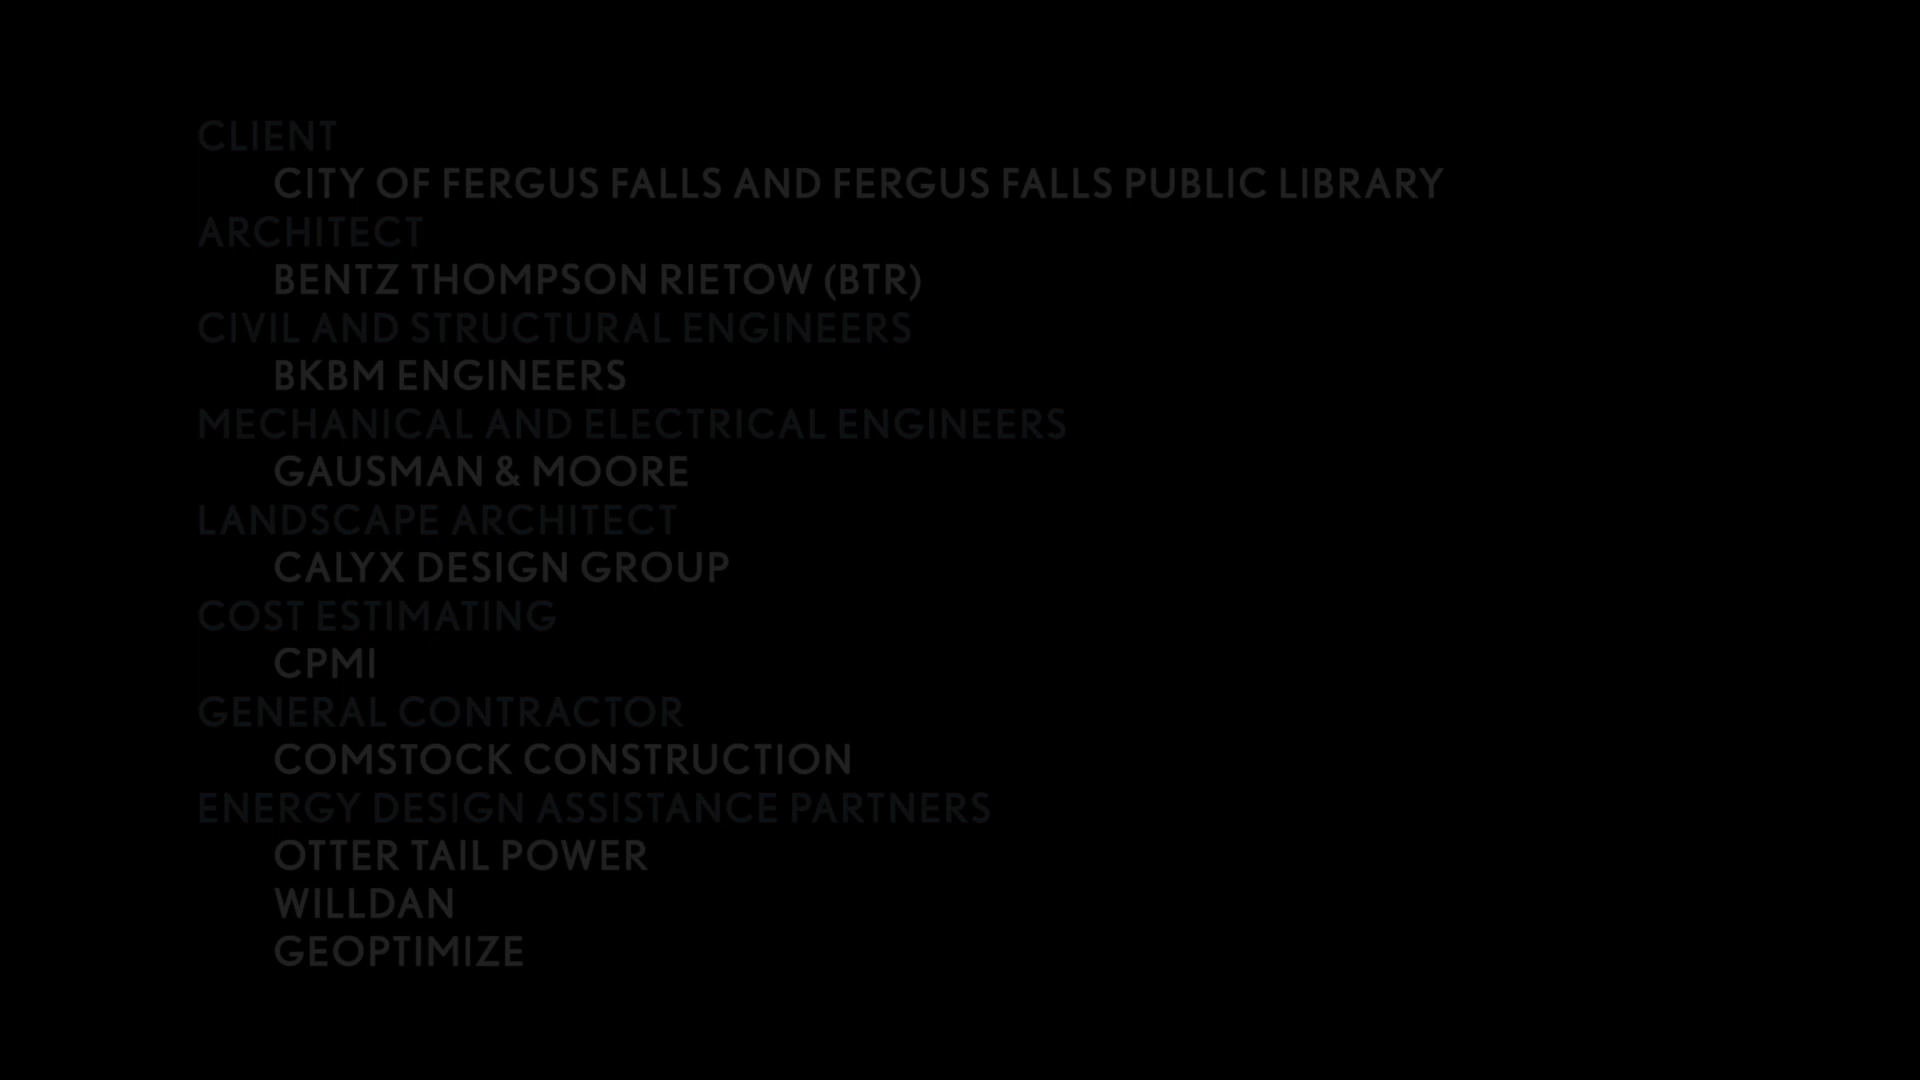 CLIENT
CITY OF FERGUS FALLS AND FERGUS FALLS PUBLIC LIBRARY
ARCHITECT
BENTZ THOMPSON RIETOW (BTR)
CIVIL AND STRUCTURAL ENGINEERS
BKBM ENGINEERS
MECHANICAL AND ELECTRICAL ENGINEERS
GAUSMAN & MOORE
LANDSCAPE ARCHITECT
CALYX DESIGN GROUP
COST ESTIMATING
CPMI
GENERAL CONTRACTOR
COMSTOCK CONSTRUCTION
ENERGY DESIGN ASSISTANCE PARTNERS
OTTER TAIL POWER
WILLDAN
GEOPTIMIZE